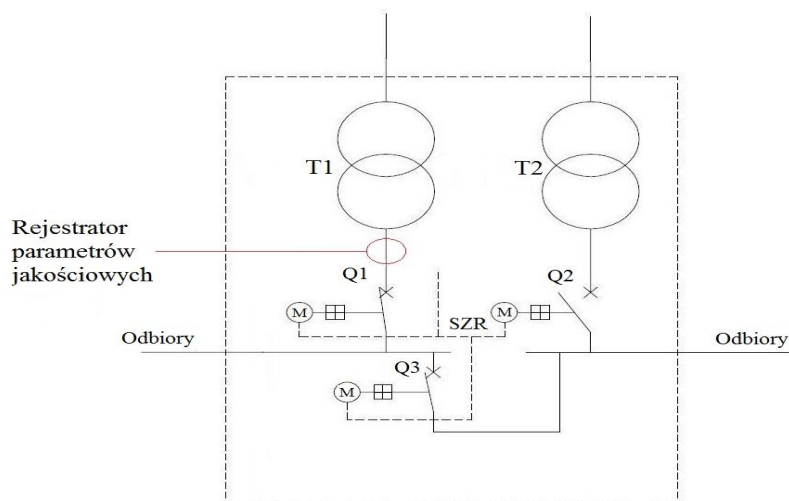 T1
T2
Rejestrator
parametrów
jakościowych
Q1
Q2
M
SZR
M
Odbiory
Odbiory
Q3
M